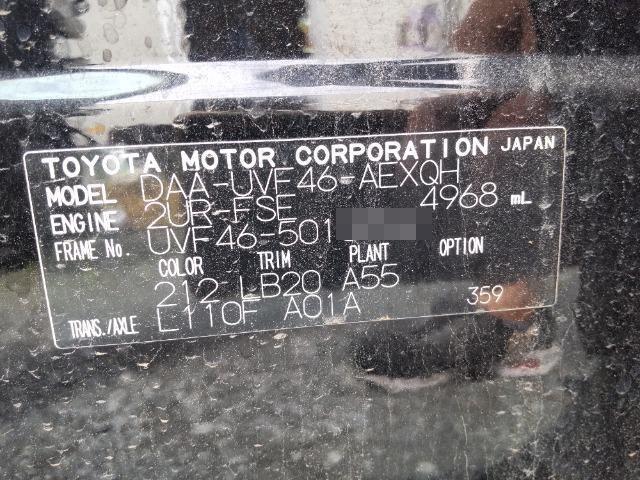 TOYOTA MOTOR CORPORATION JAPAN
MODEL DAA-UVF46-AEXQH
ENGINE 2UR-FSE 4968 mL
FRAME No. UVF46-501
COLOR TRIM PLANT OPTION
212 LB20 A55
TRANS./AXLE L110F A01A 359